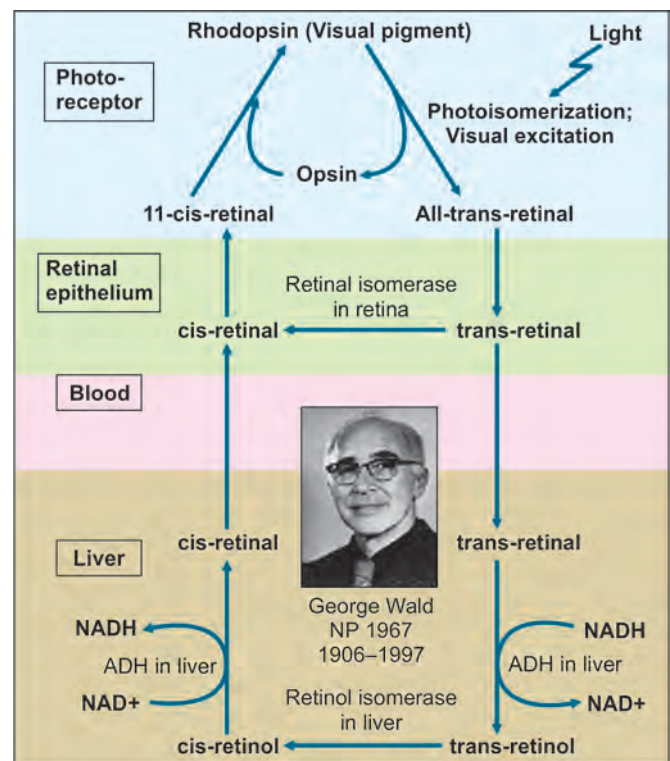 Rhodopsin (Visual pigment)
Light
Photo-
receptor
Photoisomerization;
Visual excitation
Opsin
11-cis-retinal
All-trans-retinal
Retinal
epithelium
Retinal isomerase
in retina
cis-retinal
trans-retinal
Blood
Liver
cis-retinal
trans-retinal
George Wald
NP 1967
1906–1997
NADH
ADH in liver
NAD+
NADH
ADH in liver
NAD+
Retinol isomerase
in liver
cis-retinol
trans-retinol